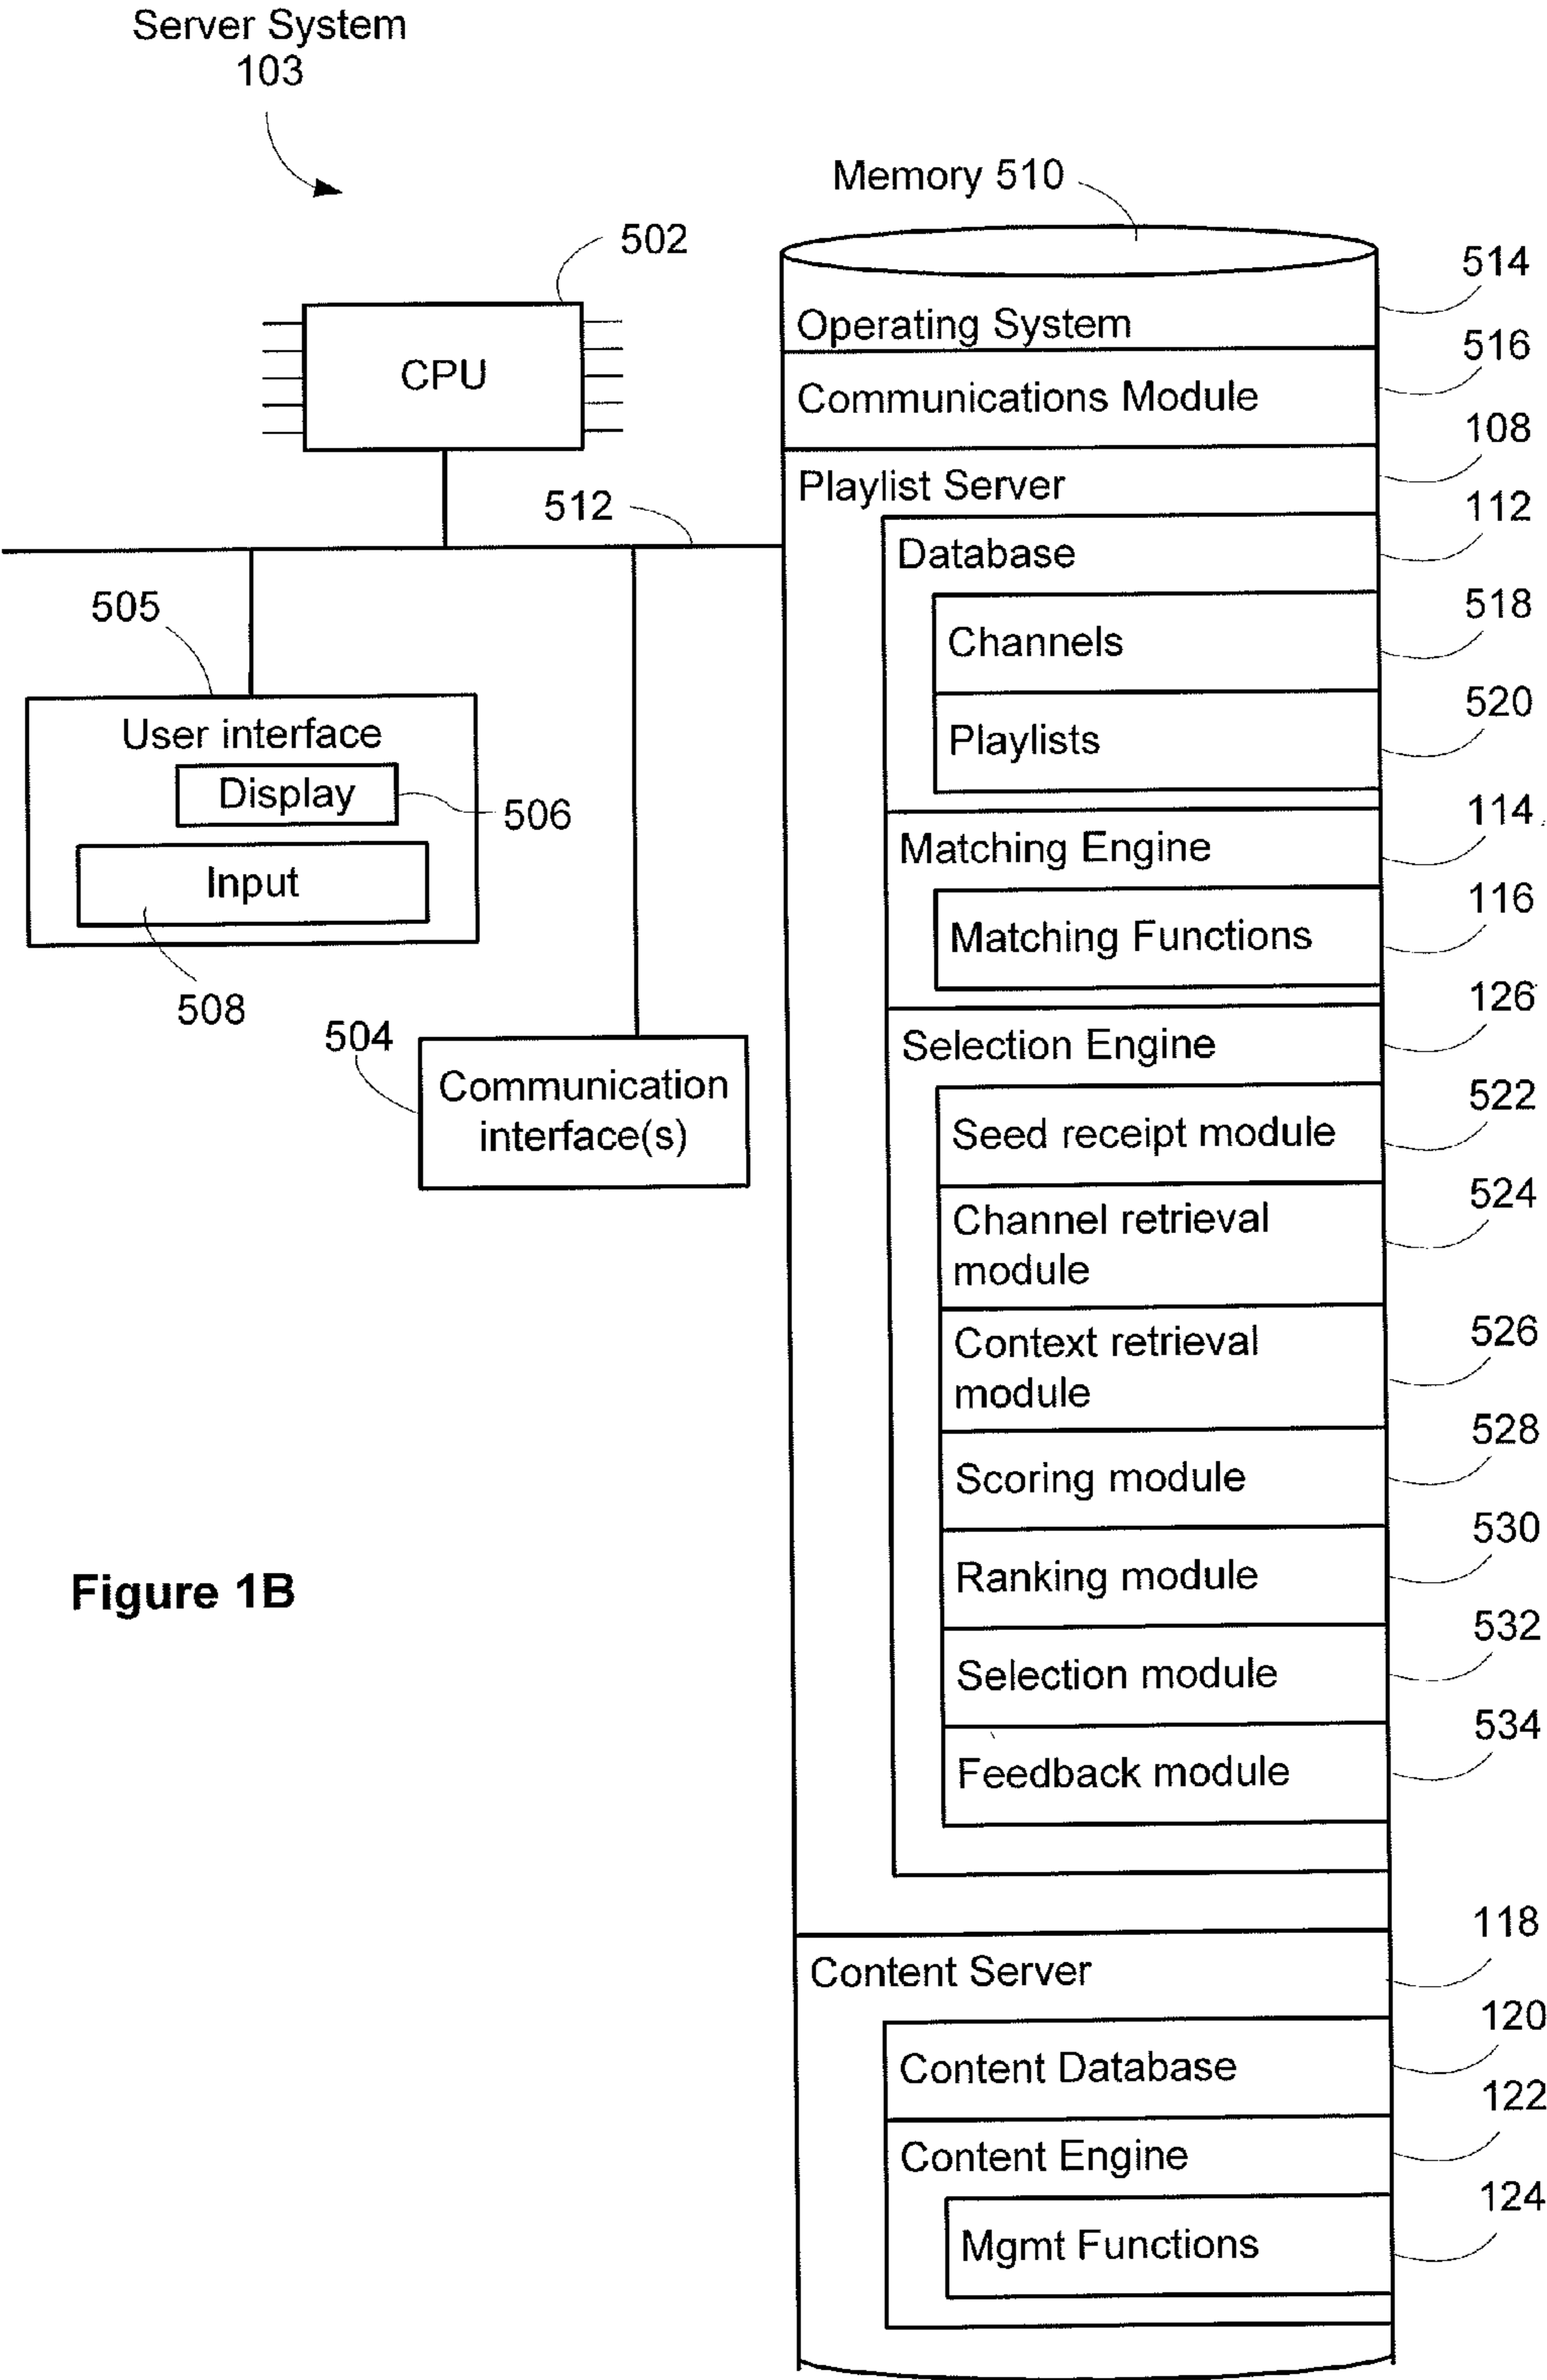 Server System
103
Memory 510
502
514
Operating System
516
CPU
Communications Module
108
Playlist Server
512
112
Database
505
518
Channels
520
User interface
Playlists
Display
506
114
Matching Engine
Input
116
Matching Functions
508
126
504
Selection Engine
Communication
interface(s)
522
Seed receipt module
524
Channel retrieval
module
526
Context retrieval
module
528
Scoring module
530
Figure 1B
Ranking module
532
Selection module
534
Feedback module
118
Content Server
120
Content Database
122
Content Engine
124
Mgmt Functions